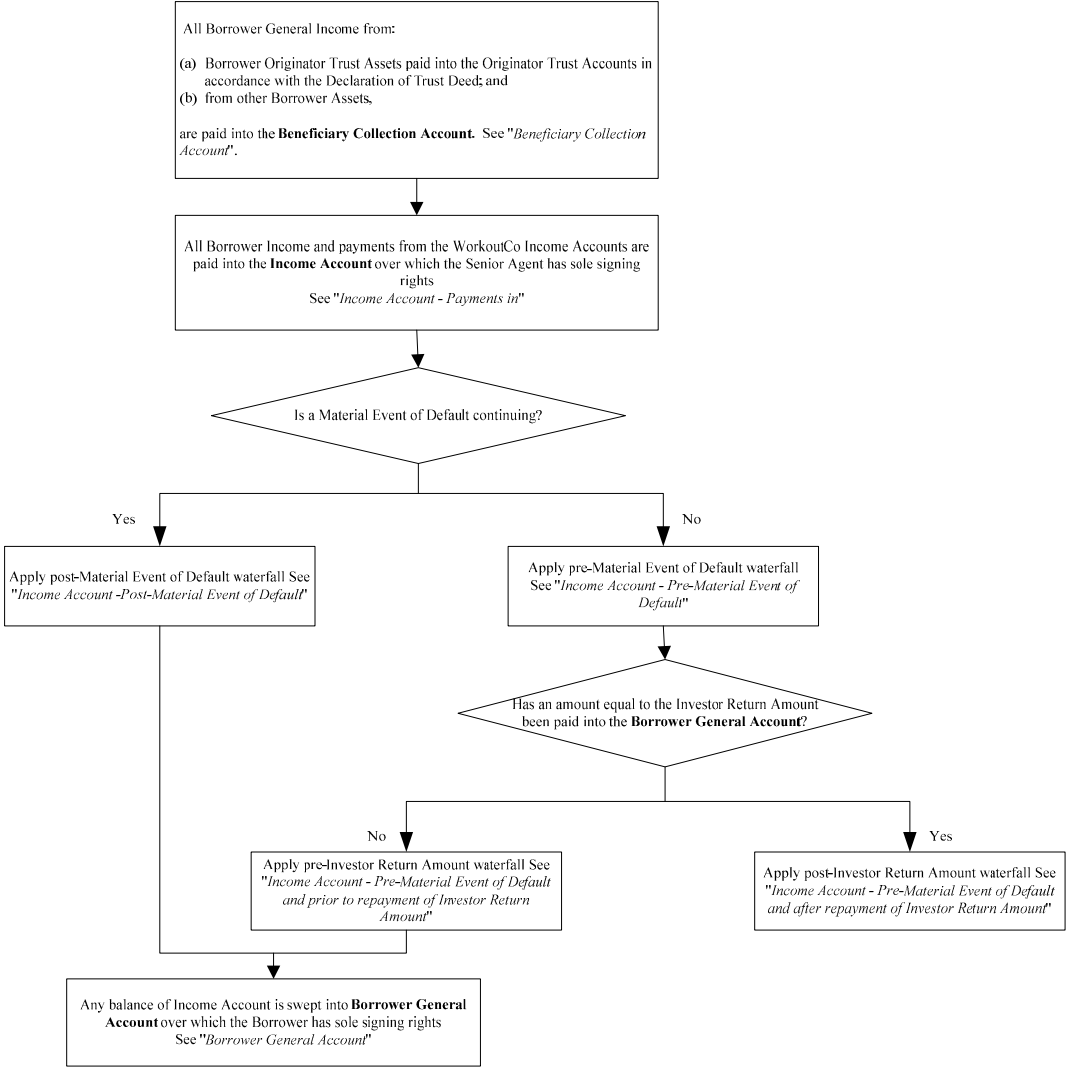 All Borrower General Income from:
(a) Borrower Originator Trust Assets paid into the Originator Trust Accounts in
accordance with the Declaration of Trust Deed; and
(b) from other Borrower Assets,
are paid into the Beneficiary Collection Account. See "Beneficiary Collection
Account".
All Borrower Income and payments from the WorkoutCo Income Accounts are
paid into the Income Account over which the Senior Agent has sole signing
rights
See "Income Account - Payments in"
Is a Material Event of Default continuing?
Yes
No
Apply post-Material Event of Default waterfall See
"Income Account -Post-Material Event of Default"
Apply pre-Material Event of Default waterfall
See "Income Account - Pre-Material Event of
Default"
Has an amount equal to the Investor Return Amount
been paid into the Borrower General Account?
No
Yes
Apply pre-Investor Return Amount waterfall See
"Income Account - Pre-Material Event of Default
and prior to repayment of Investor Return
Amount"
Apply post-Investor Return Amount waterfall See
"Income Account - Pre-Material Event of Default
and after repayment of Investor Return Amount"
Any balance of Income Account is swept into Borrower General
Account over which the Borrower has sole signing rights
See "Borrower General Account"